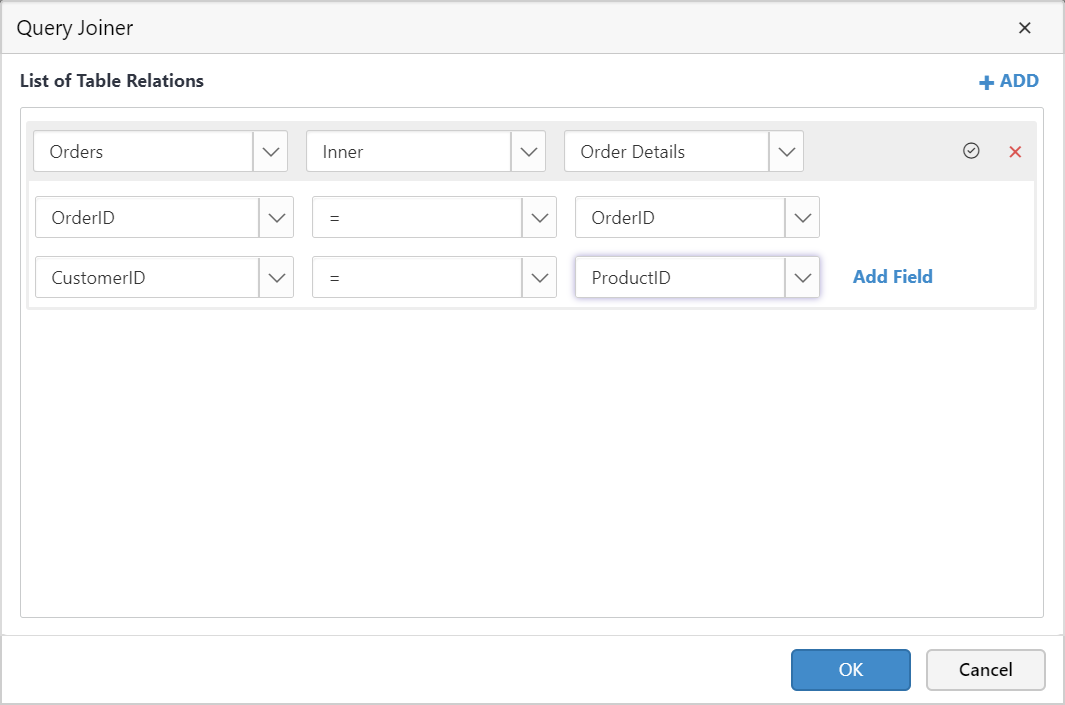 Query Joiner
List of Table Relations
ADD
Orders
Inner
Order Details
OrderID
=
OrderID
CustomerID
=
ProductID
Add Field
OK
Cancel